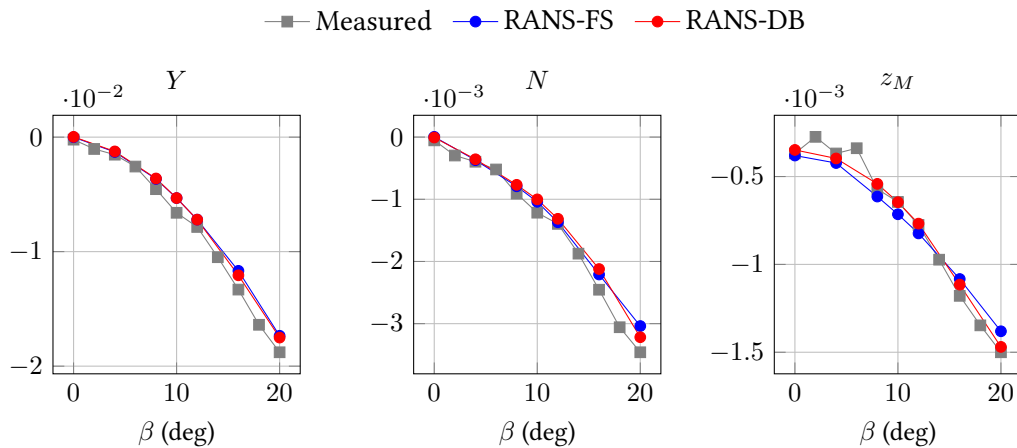 Measured RANS-FS RANS-DB
Y N z_M
·10⁻² ·10⁻³ ·10⁻³
0 −1 −2
0 −1 −2 −3
−0.5 −1 −1.5
0 10 20 0 10 20 0 10 20
β (deg) β (deg) β (deg)